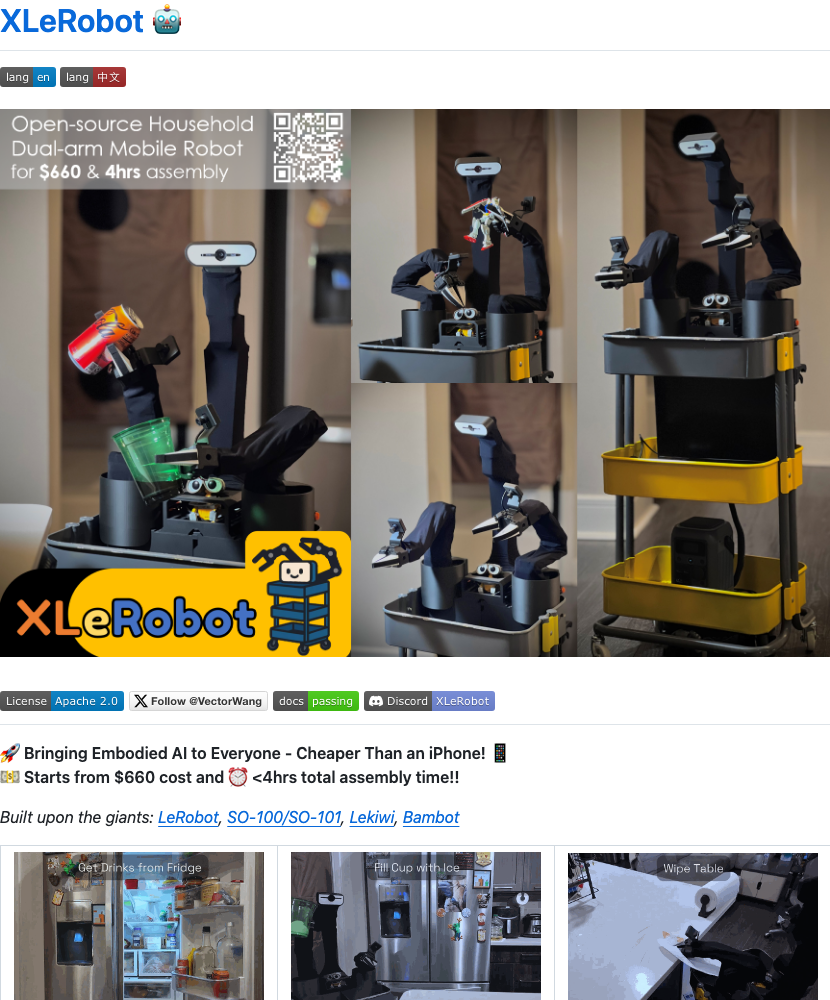 XLeRobot 🤖
lang en lang 中文
Open-source Household
Dual-arm Mobile Robot
for $660 & 4hrs assembly
XLeRobot
License Apache 2.0 Follow @VectorWang docs passing Discord XLeRobot
🚀 Bringing Embodied AI to Everyone - Cheaper Than an iPhone! 📱
💵 Starts from $660 cost and ⏰ <4hrs total assembly time!!
Built upon the giants: LeRobot, SO-100/SO-101, Lekiwi, Bambot
Get Drinks from Fridge
Fill Cup with Ice
Wipe Table